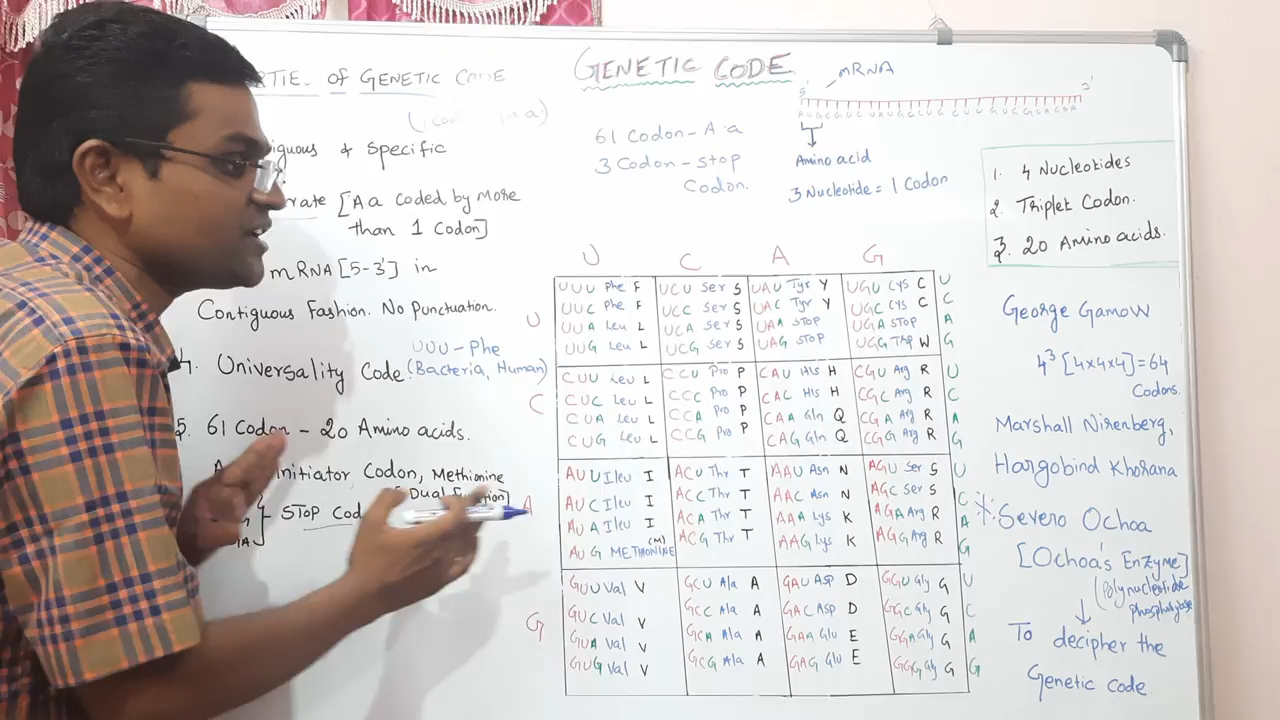 OF GENETIC CODE
& Specific
[A.a Coded by More
than 1 Codon]
mRNA [5-3'] in
Contiguous Fashion. No Punctuation.
UUU - Phe
4. Universality Code. (Bacteria, Human)
5. 61 Codon - 20 Amino acids.
initiator Codon, Methionine
STOP
GENETIC CODE
61 Codon - A.a
3 Codon - Stop
Codon.
mRNA
5' 3'
Amino acid
3 Nucleotide = 1 Codon
1. 4 Nucleotides
2. Triplet Codon.
3. 20 Amino acids.
U C A G
U
UUU Phe F UCU Ser S UAU Tyr Y UGU Cys C U
UUC Phe F UCC Ser S UAC Tyr Y UGC Cys C C
UUA Leu L UCA Ser S UAA STOP UGA STOP A
UUG Leu L UCG Ser S UAG STOP UGG Trp W G
C
CUU Leu L CCU Pro P CAU His H CGU Arg R U
CUC Leu L CCC Pro P CAC His H CGC Arg R C
CUA Leu L CCA Pro P CAA Gln Q CGA Arg R A
CUG Leu L CCG Pro P CAG Gln Q CGG Arg R G
A
AUU Ileu I ACU Thr T AAU Asn N AGU Ser S U
AUC Ileu I ACC Thr T AAC Asn N AGC Ser S C
AUA Ileu I ACA Thr T AAA Lys K AGA Arg R A
AUG METHIONINE (M) ACG Thr T AAG Lys K AGG Arg R G
G
GUU Val V GCU Ala A GAU Asp D GGU Gly G U
GUC Val V GCC Ala A GAC Asp D GGC Gly G C
GUA Val V GCA Ala A GAA Glu E GGA Gly G A
GUG Val V GCG Ala A GAG Glu E GGG Gly G G
George Gamow
4³ [4x4x4] = 64
Codons.
Marshall Nirenberg,
Hargobind Khorana
Severo Ochoa
[Ochoa's Enzyme]
(Polynucleotide
phosphorylase)
To decipher the
Genetic Code.